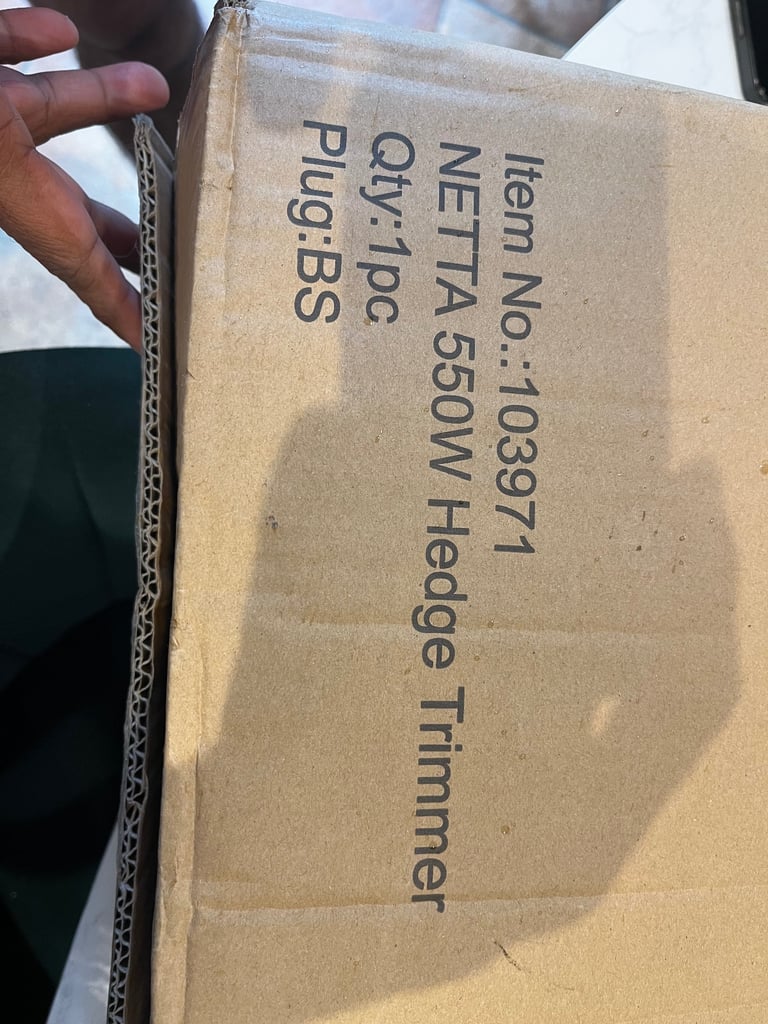 Item No.:103971
NETTA 550W Hedge Trimmer
Qty:1pc
Plug:BS